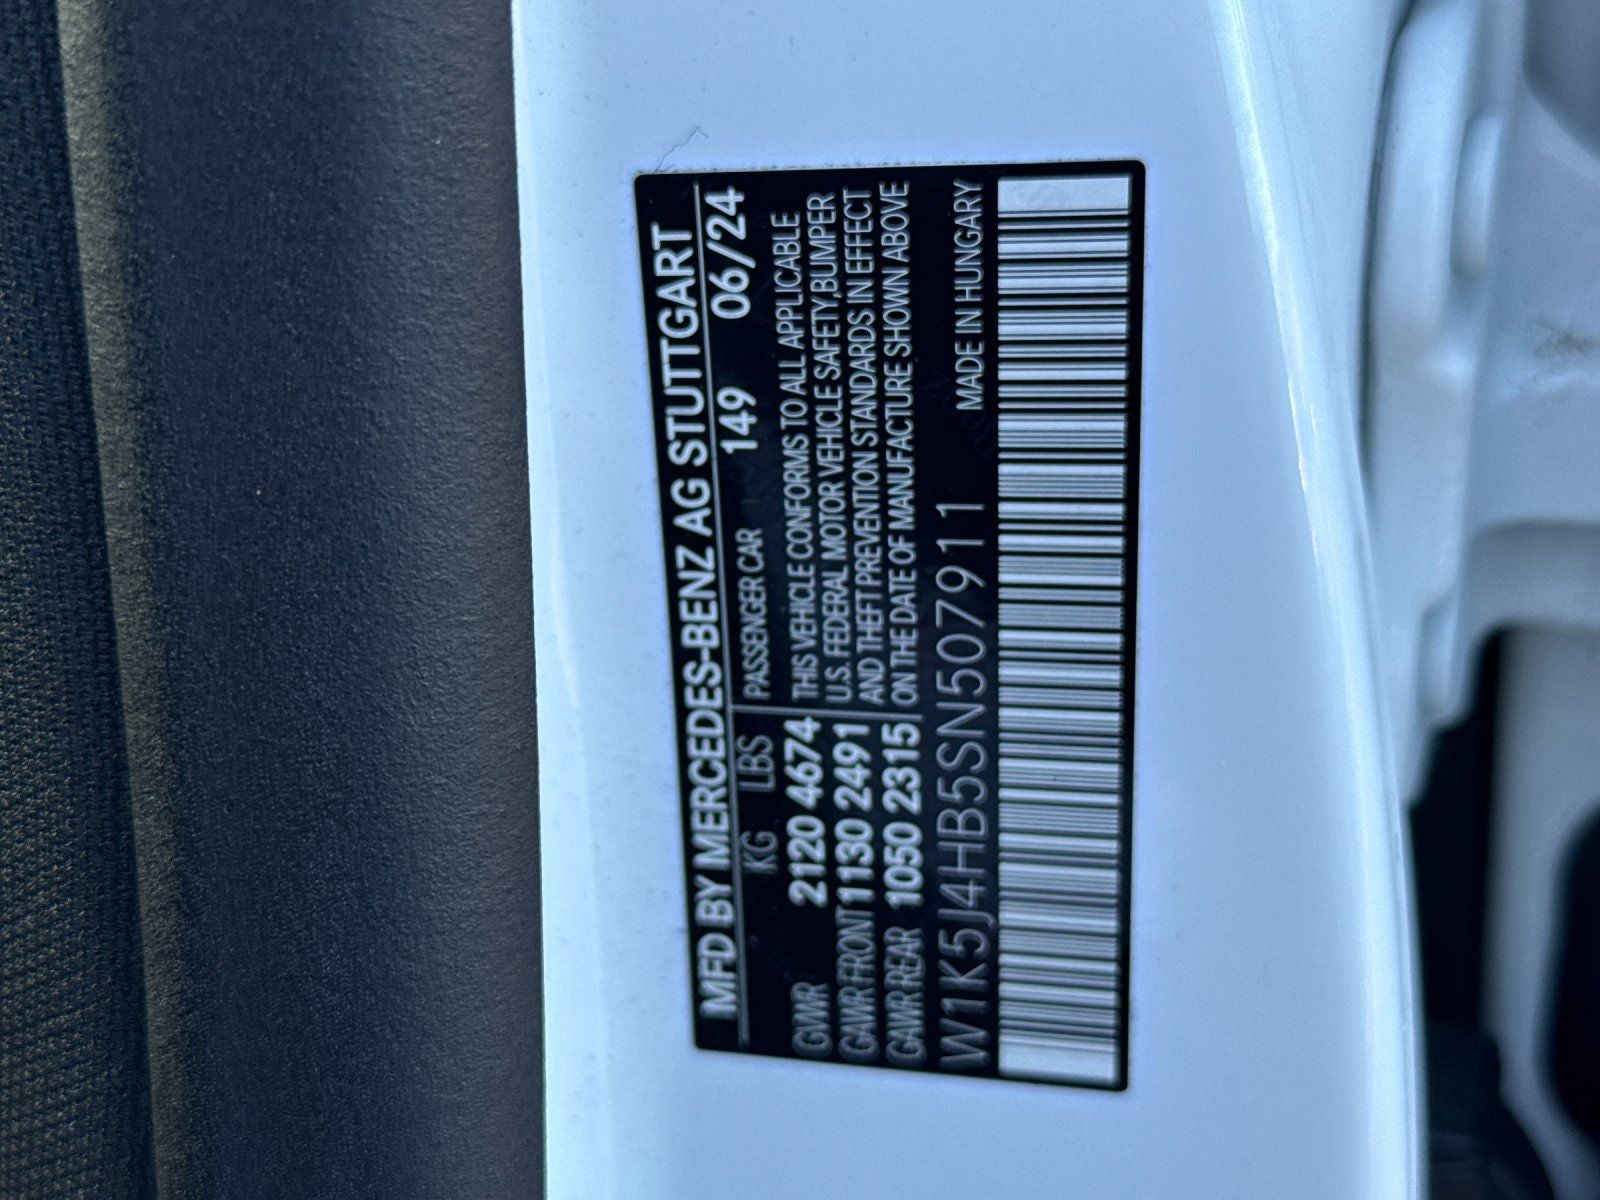 MFD BY MERCEDES-BENZ AG STUTTGART
KG LBS
PASSENGER CAR 149 06/24
GVWR 2120 4674
GAWR FRONT 1130 2491
GAWR REAR 1050 2315
THIS VEHICLE CONFORMS TO ALL APPLICABLE
U.S. FEDERAL MOTOR VEHICLE SAFETY,BUMPER
AND THEFT PREVENTION STANDARDS IN EFFECT
ON THE DATE OF MANUFACTURE SHOWN ABOVE
W1K5J4HB5SN507911 MADE IN HUNGARY